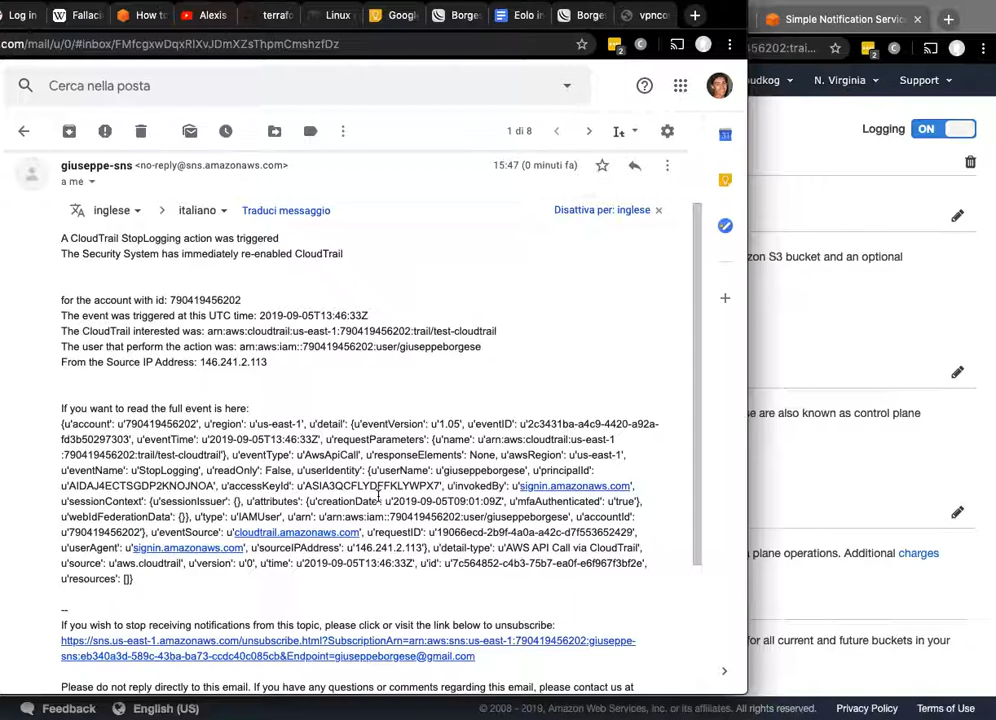 Log in
Fallac
How to
Alexis
terrafo
Linux
Google
Borge
Eolo in
Borge
vpnco
Simple Notification Servic
com/mail/u/0/#inbox/FMfcgxwDqxRlXvJDmXZsThpmCmshzfDz
2
56202:trai...
2
Cerca nella posta
oudkog
N. Virginia
Support
1 di 8
Logging
ON
giuseppe-sns <no-reply@sns.amazonaws.com>
15:47 (0 minuti fa)
a me
inglese
italiano
Traduci messaggio
Disattiva per: inglese
A CloudTrail StopLogging action was triggered
The Security System has immediately re-enabled CloudTrail
zon S3 bucket and an optional
for the account with id: 790419456202
The event was triggered at this UTC time: 2019-09-05T13:46:33Z
The CloudTrail interested was: arn:aws:cloudtrail:us-east-1:790419456202:trail/test-cloudtrail
The user that perform the action was: arn:aws:iam::790419456202:user/giuseppeborgese
From the Source IP Address: 146.241.2.113
If you want to read the full event is here:
{u'account': u'790419456202', u'region': u'us-east-1', u'detail': {u'eventVersion': u'1.05', u'eventID': u'2c3431ba-a4c9-4420-a92a-
fd3b50297303', u'eventTime': u'2019-09-05T13:46:33Z', u'requestParameters': {u'name': u'arn:aws:cloudtrail:us-east-1
:790419456202:trail/test-cloudtrail'}, u'eventType': u'AwsApiCall', u'responseElements': None, u'awsRegion': u'us-east-1',
u'eventName': u'StopLogging', u'readOnly': False, u'userIdentity': {u'userName': u'giuseppeborgese', u'principalId':
u'AIDAJ4ECTSGDP2KNOJNOA', u'accessKeyId': u'ASIA3QCFLYDFFKLYWPX7', u'invokedBy': u'signin.amazonaws.com',
u'sessionContext': {u'sessionIssuer': {}, u'attributes': {u'creationDate': u'2019-09-05T09:01:09Z', u'mfaAuthenticated': u'true'},
u'webIdFederationData': {}}, u'type': u'IAMUser', u'arn': u'arn:aws:iam::790419456202:user/giuseppeborgese', u'accountId':
u'790419456202'}, u'eventSource': u'cloudtrail.amazonaws.com', u'requestID': u'19066ecd-2b9f-4a0a-a42c-d7f553652429',
u'userAgent': u'signin.amazonaws.com', u'sourceIPAddress': u'146.241.2.113'}, u'detail-type': u'AWS API Call via CloudTrail',
u'source': u'aws.cloudtrail', u'version': u'0', u'time': u'2019-09-05T13:46:33Z', u'id': u'7c564852-c4b3-75b7-ea0f-e6f967f3bf2e',
u'resources': []}
se are also known as control plane
plane operations. Additional charges
--
If you wish to stop receiving notifications from this topic, please click or visit the link below to unsubscribe:
https://sns.us-east-1.amazonaws.com/unsubscribe.html?SubscriptionArn=arn:aws:sns:us-east-1:790419456202:giuseppe-
sns:eb340a3d-589c-43ba-ba73-ccdc40c085cb&Endpoint=giuseppeborgese@gmail.com
for all current and future buckets in your
Please do not reply directly to this email. If you have any questions or comments regarding this email, please contact us at
Feedback
English (US)
© 2008 - 2019, Amazon Web Services, Inc. or its affiliates. All rights reserved.
Privacy Policy
Terms of Use